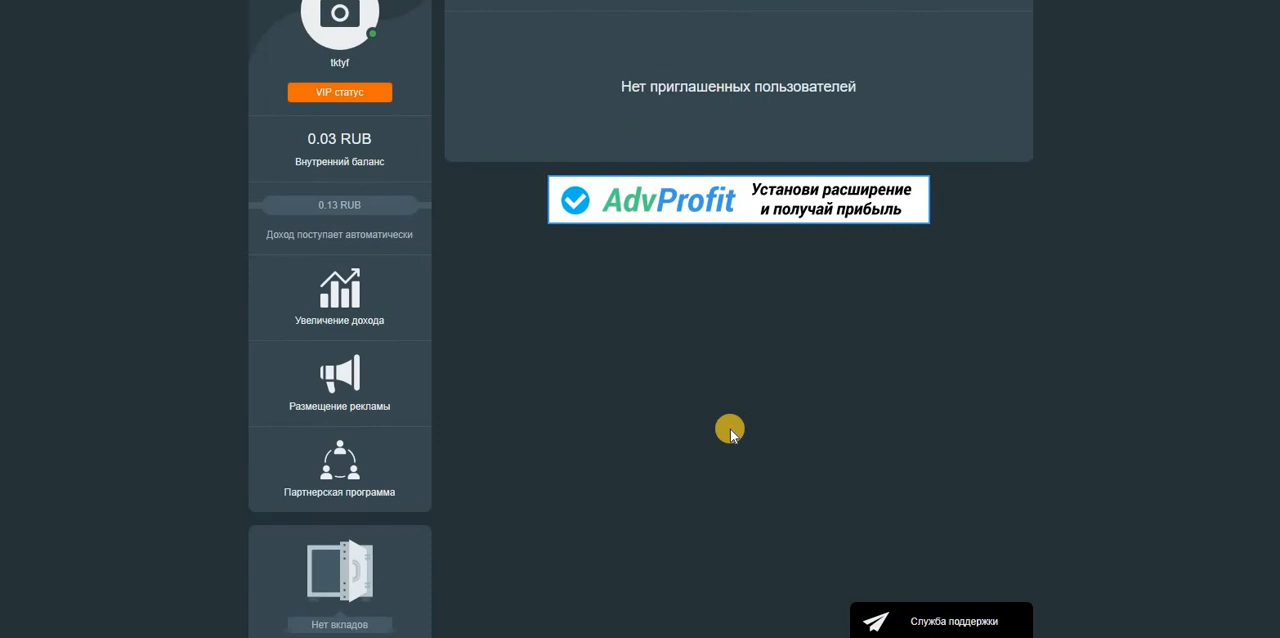 tktyf
VIP статус
0.03 RUB
Внутренний баланс
0.13 RUB
Доход поступает автоматически
Увеличение дохода
Размещение рекламы
Партнерская программа
Нет вкладов
Нет приглашенных пользователей
AdvProfit
Установи расширение
и получай прибыль
Служба поддержки